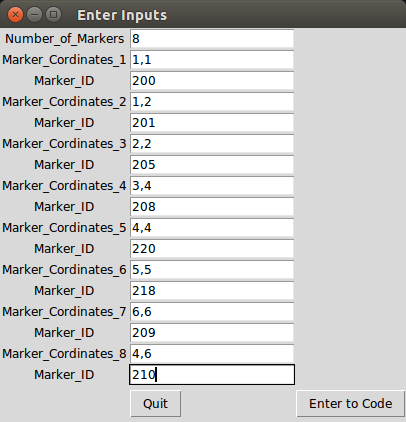 Enter Inputs
Number_of_Markers 8
Marker_Cordinates_1 1,1
Marker_ID 200
Marker_Cordinates_2 1,2
Marker_ID 201
Marker_Cordinates_3 2,2
Marker_ID 205
Marker_Cordinates_4 3,4
Marker_ID 208
Marker_Cordinates_5 4,4
Marker_ID 220
Marker_Cordinates_6 5,5
Marker_ID 218
Marker_Cordinates_7 6,6
Marker_ID 209
Marker_Cordinates_8 4,6
Marker_ID 210
Quit Enter to Code